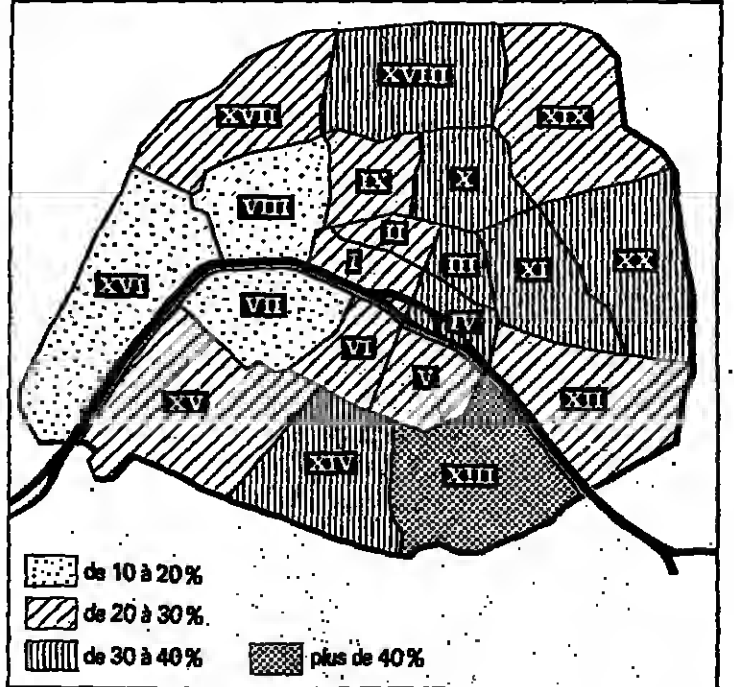 XVIII
XVII XIX
IX X
VIII II
I III XI XX
XVI
VII IV
VI V
XV XII
XIV XIII
de 10 à 20%
de 20 à 30%.
de 30 à 40% plus de 40%